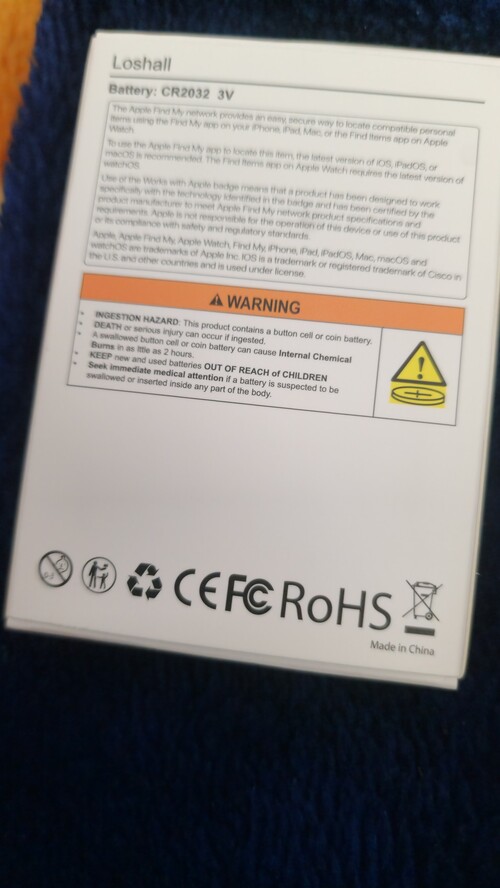 Loshall
Battery: CR2032 3V
The Apple Find My network provides an easy, secure way to locate compatible personal
items using the Find My app on your iPhone, iPad, Mac, or the Find Items app on Apple
Watch.
To use the Apple Find My app to locate this item, the latest version of iOS, iPadOS, or
macOS is recommended. The Find Items app on Apple Watch requires the latest version of
watchOS.
Use of the Works with Apple badge means that a product has been designed to work
specifically with the technology identified in the badge and has been certified by the
product manufacturer to meet Apple Find My network product specifications and
requirements. Apple is not responsible for the operation of this device or use of this product
or its compliance with safety and regulatory standards.
Apple, Apple Find My, Apple Watch, Find My, iPhone, iPad, iPadOS, Mac, macOS and
watchOS are trademarks of Apple Inc. IOS is a trademark or registered trademark of Cisco in
the U.S. and other countries and is used under license.
WARNING
INGESTION HAZARD: This product contains a button cell or coin battery.
DEATH or serious injury can occur if ingested.
A swallowed button cell or coin battery can cause Internal Chemical
Burns in as little as 2 hours.
KEEP new and used batteries OUT OF REACH of CHILDREN
Seek immediate medical attention if a battery is suspected to be
swallowed or inserted inside any part of the body.
CE FC RoHS
Made in China